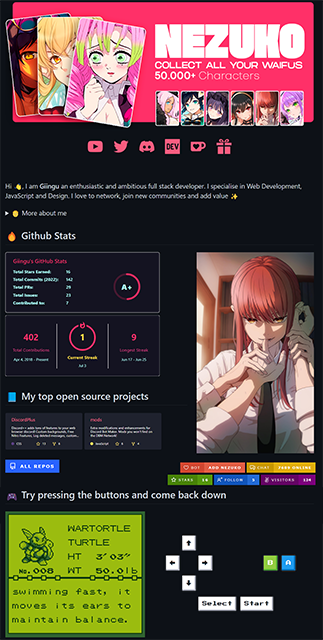 NEZUKO
COLLECT ALL YOUR WAIFUS
50.000+ Characters
DEV
Hi 👋, I am Giingu an enthusiastic and ambitious full stack developer. I specialise in Web Development,
JavaScript and Design. I love to network, join new communities and add value ✨
▶ 👶 More about me
🔥 Github Stats
Giingu's GitHub Stats
Total Stars Earned: 16
Total Commits (2022): 142
Total PRs: 29
Total Issues: 23
Contributed to: 7
A+
402
Total Contributions
Apr 4, 2018 - Present
1
Current Streak
Jul 3
9
Longest Streak
Jun 17 - Jun 25
📘 My top open source projects
DiscordPlus
mods
CSS
JavaScript
ALL REPOS
BOT ADD NEZUKO
CHAT
STARS 16
FOLLOW
VISITORS
🎮 Try pressing the buttons and come back down
WARTORTLE
TURTLE
HT 3'03"
No.008 WT 50.0lb
swimming fast, it
moves its ears to
maintain balance.
B A
Select Start